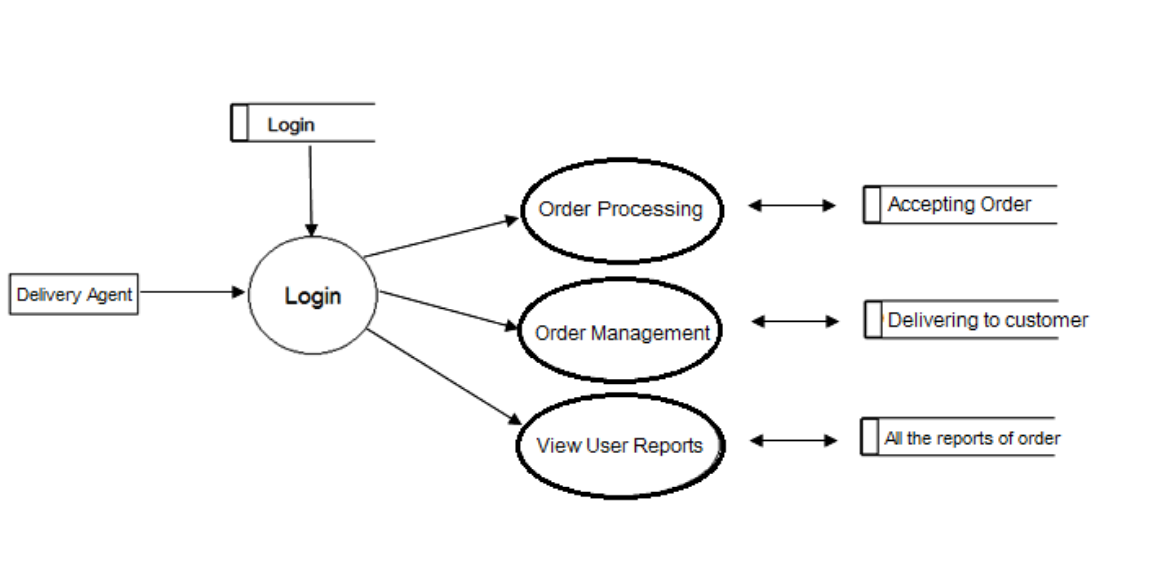 Login
Order Processing
Accepting Order
Delivery Agent
Login
Order Management
Delivering to customer
View User Reports
All the reports of order